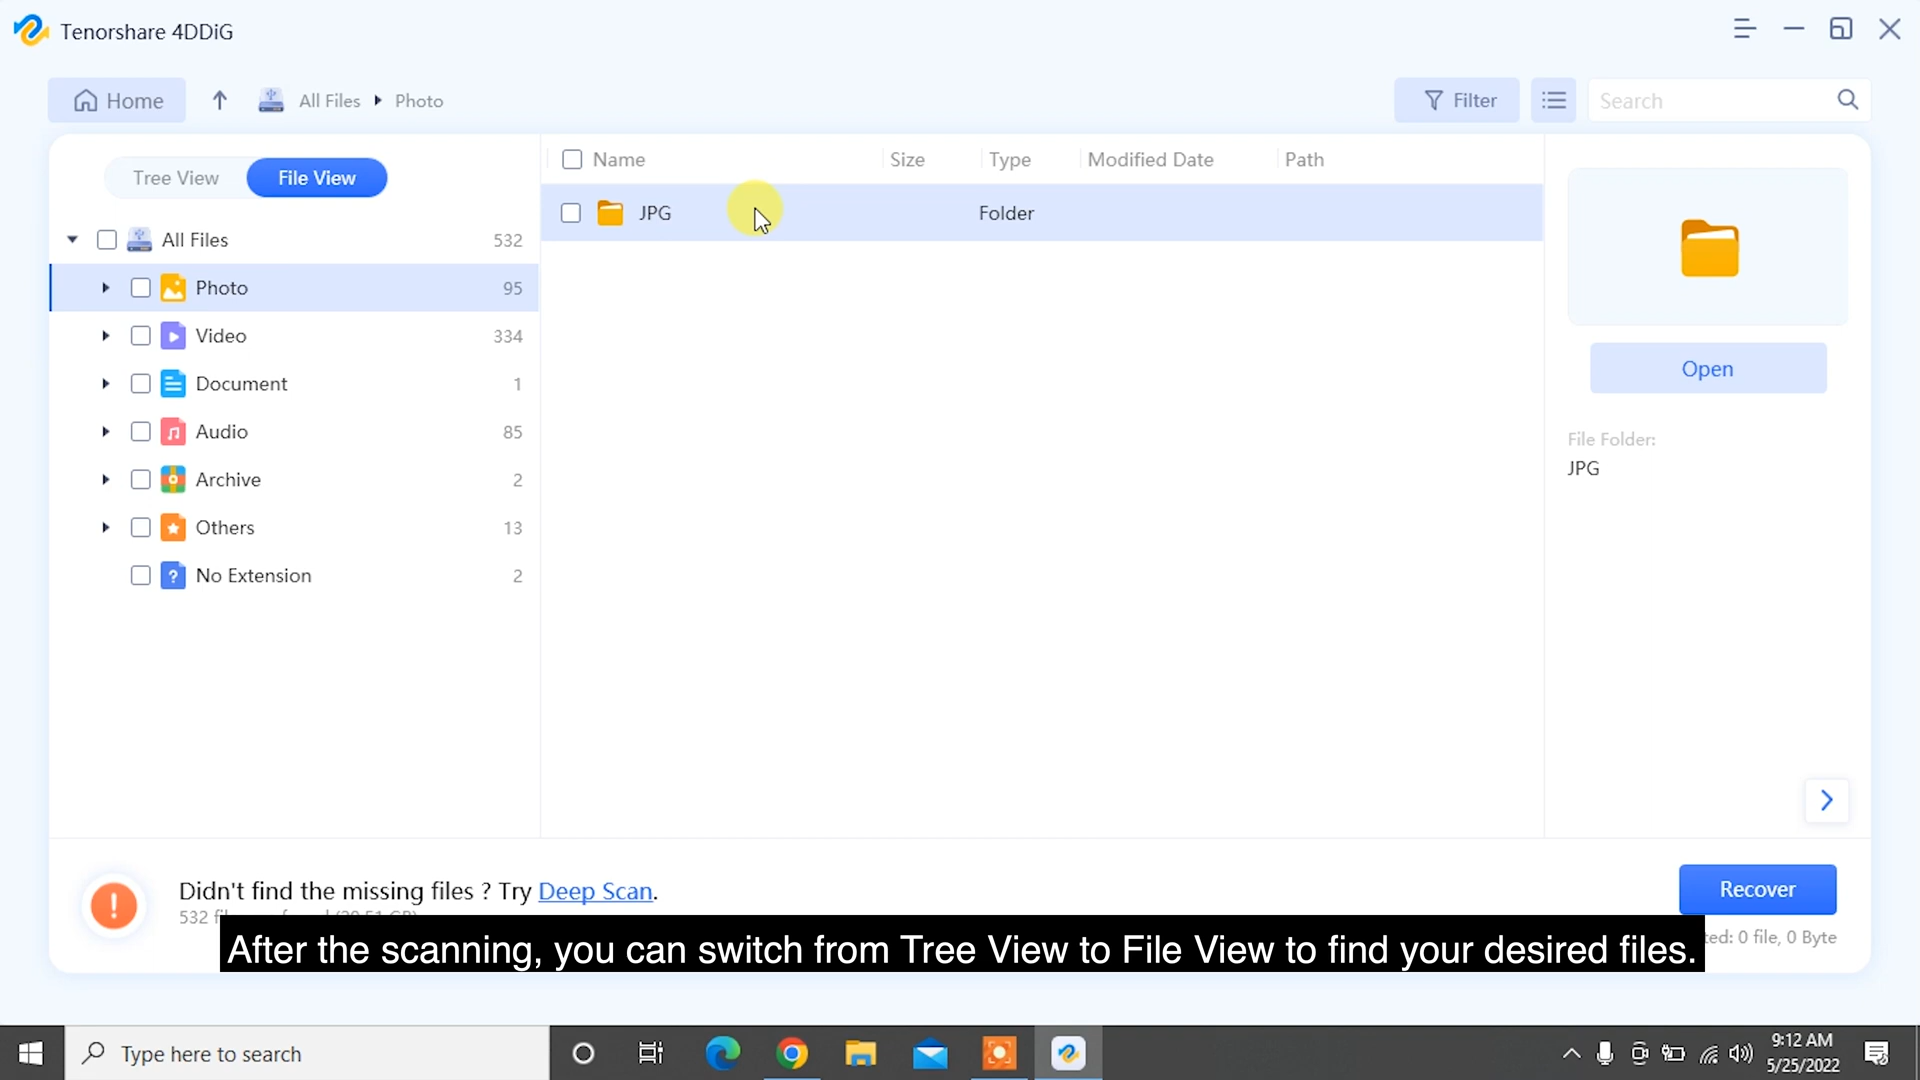 Tenorshare 4DDiG
Home
All Files
Photo
Filter
Search
Tree View
File View
Name
Size
Type
Modified Date
Path
JPG
Folder
All Files 532
Photo 95
Video 334
Document 1
Audio 85
Archive 2
Others 13
No Extension 2
Open
File Folder:
JPG
Didn't find the missing files ? Try Deep Scan.
532
Recover
0 file, 0 Byte
After the scanning, you can switch from Tree View to File View to find your desired files.
Type here to search
9:12 AM
5/25/2022